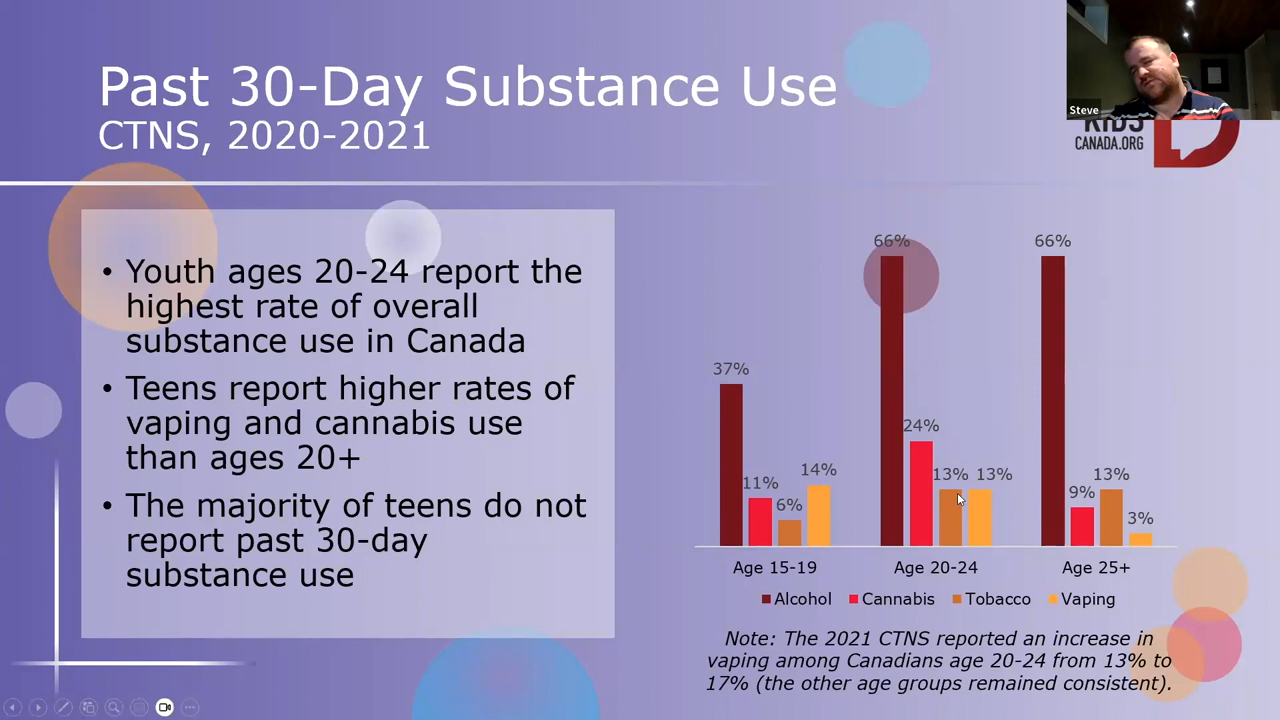 Past 30-Day Substance Use
CTNS, 2020-2021
Steve
KIDS
CANADA.ORG
• Youth ages 20-24 report the
highest rate of overall
substance use in Canada
• Teens report higher rates of
vaping and cannabis use
than ages 20+
• The majority of teens do not
report past 30-day
substance use
66% 66%
37%
24%
11% 6% 14% 13% 13% 9% 13% 3%
Age 15-19 Age 20-24 Age 25+
Alcohol Cannabis Tobacco Vaping
Note: The 2021 CTNS reported an increase in
vaping among Canadians age 20-24 from 13% to
17% (the other age groups remained consistent).